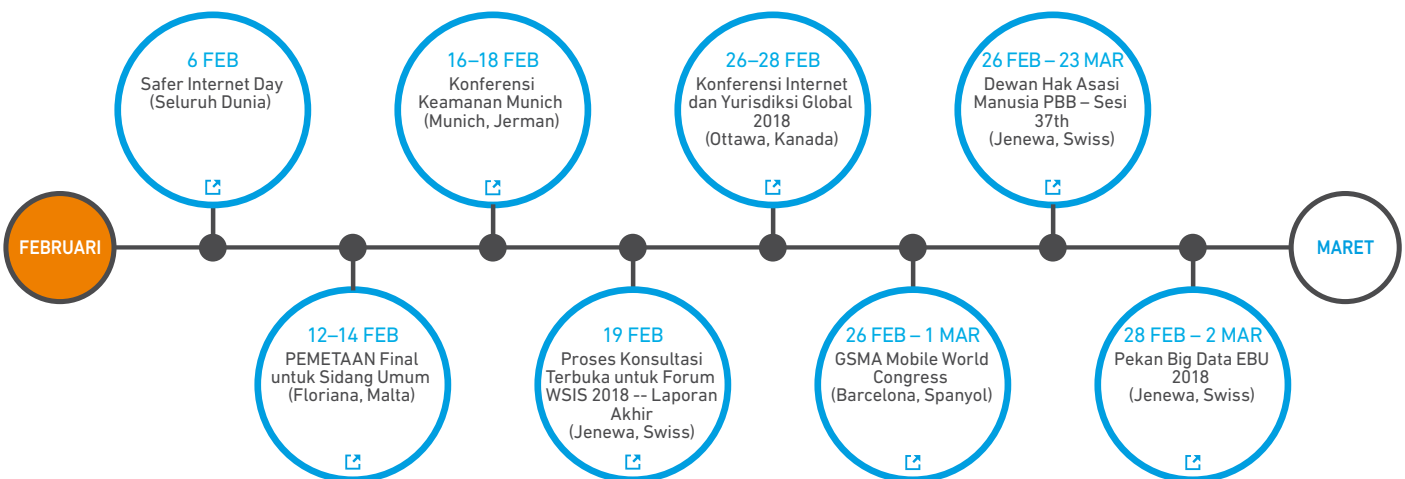 6 FEB
Safer Internet Day
(Seluruh Dunia)
16–18 FEB
Konferensi
Keamanan Munich
(Munich, Jerman)
26–28 FEB
Konferensi Internet
dan Yurisdiksi Global
2018
(Ottawa, Kanada)
26 FEB – 23 MAR
Dewan Hak Asasi
Manusia PBB – Sesi
37th
(Jenewa, Swiss)
FEBRUARI
MARET
12–14 FEB
PEMETAAN Final
untuk Sidang Umum
(Floriana, Malta)
19 FEB
Proses Konsultasi
Terbuka untuk Forum
WSIS 2018 -- Laporan
Akhir
(Jenewa, Swiss)
26 FEB – 1 MAR
GSMA Mobile World
Congress
(Barcelona, Spanyol)
28 FEB – 2 MAR
Pekan Big Data EBU
2018
(Jenewa, Swiss)